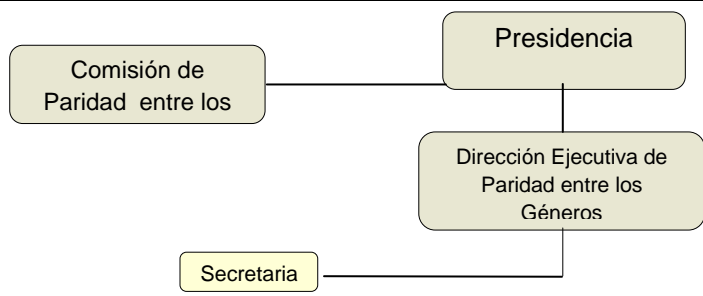 Presidencia
Comisión de
Paridad entre los
Dirección Ejecutiva de
Paridad entre los
Géneros
Secretaria